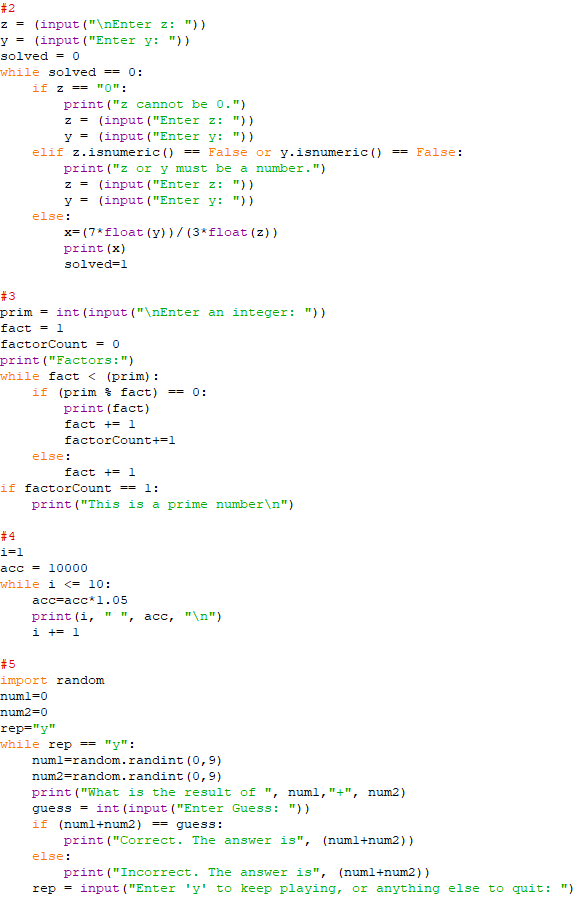 #2
z = (input("\nEnter z: "))
y = (input("Enter y: "))
solved = 0
while solved == 0:
    if z == "0":
        print("z cannot be 0.")
        z = (input("Enter z: "))
        y = (input("Enter y: "))
    elif z.isnumeric() == False or y.isnumeric() == False:
        print("z or y must be a number.")
        z = (input("Enter z: "))
        y = (input("Enter y: "))
    else:
        x=(7*float(y))/(3*float(z))
        print(x)
        solved=1

#3
prim = int(input("\nEnter an integer: "))
fact = 1
factorCount = 0
print("Factors:")
while fact < (prim):
    if (prim % fact) == 0:
        print(fact)
        fact += 1
        factorCount+=1
    else:
        fact += 1
if factorCount == 1:
    print("This is a prime number\n")

#4
i=1
acc = 10000
while i <= 10:
    acc=acc*1.05
    print(i, " ", acc, "\n")
    i += 1

#5
import random
num1=0
num2=0
rep="y"
while rep == "y":
    num1=random.randint(0,9)
    num2=random.randint(0,9)
    print("What is the result of ", num1,"+", num2)
    guess = int(input("Enter Guess: "))
    if (num1+num2) == guess:
        print("Correct. The answer is", (num1+num2))
    else:
        print("Incorrect. The answer is", (num1+num2))
    rep = input("Enter 'y' to keep playing, or anything else to quit: ")